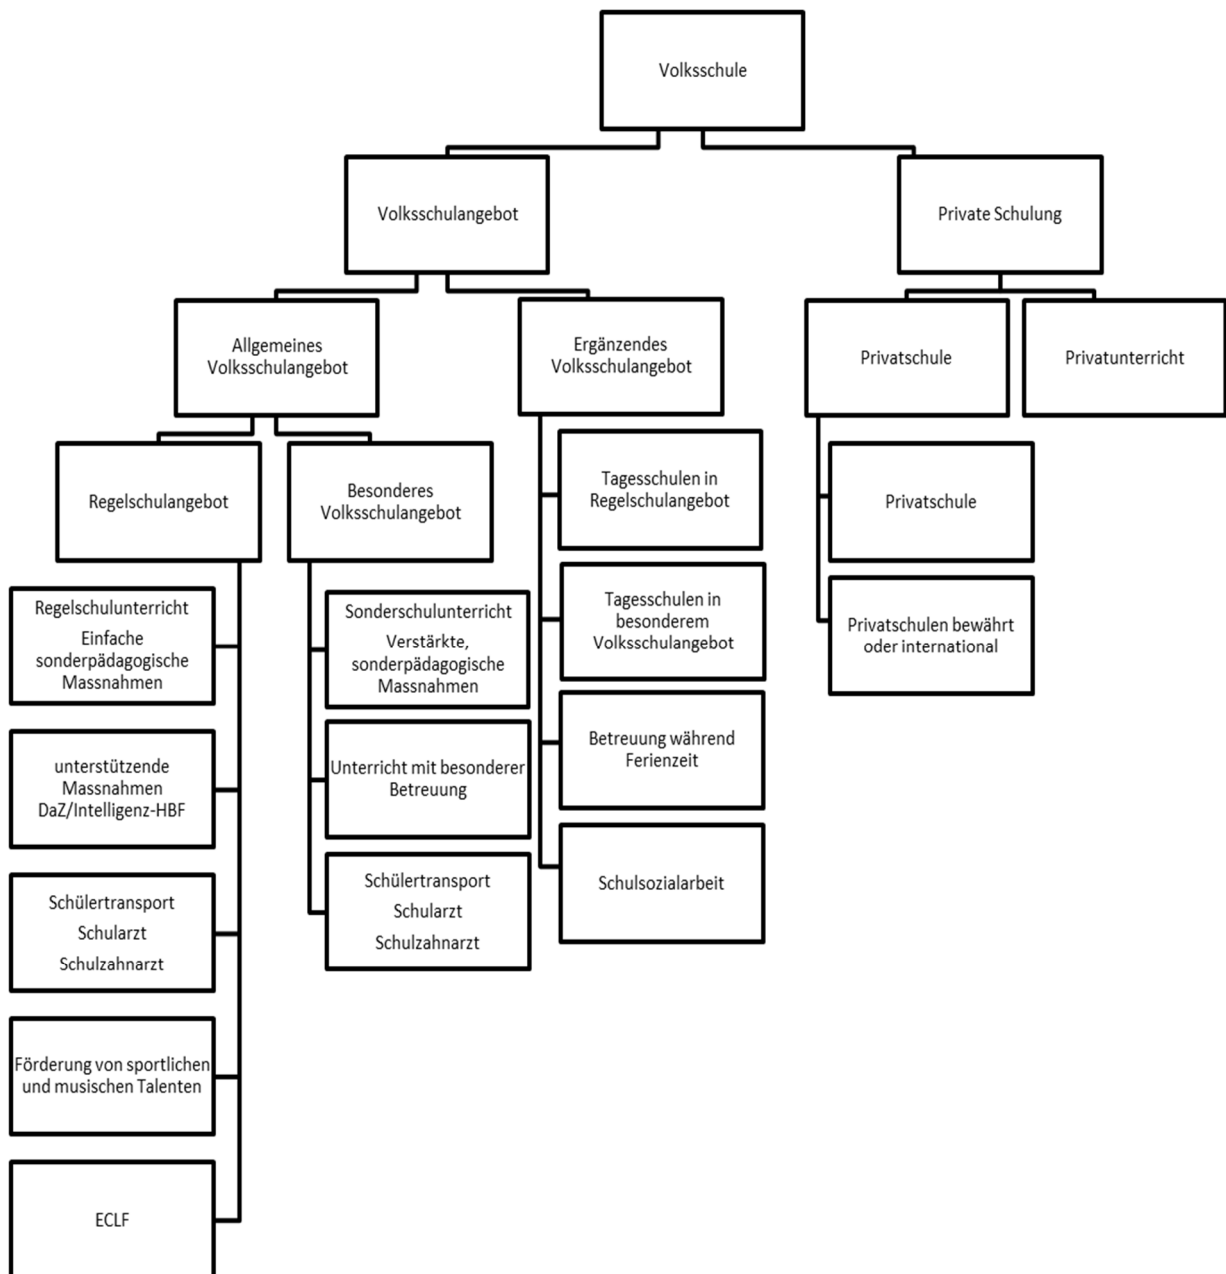 Volksschule
Volksschulangebot
Private Schulung
Allgemeines
Volksschulangebot
Ergänzendes
Volksschulangebot
Privatschule
Privatunterricht
Regelschulangebot
Besonderes
Volksschulangebot
Tagesschulen in
Regelschulangebot
Privatschule
Regelschulunterricht
Einfache
sonderpädagogische
Massnahmen
Sonderschulunterricht
Verstärkte,
sonderpädagogische
Massnahmen
Tagesschulen in
besonderem
Volksschulangebot
Privatschulen bewährt
oder international
unterstützende
Massnahmen
DaZ/Intelligenz-HBF
Unterricht mit besonderer
Betreuung
Betreuung während
Ferienzeit
Schülertransport
Schularzt
Schulzahnarzt
Schülertransport
Schularzt
Schulzahnarzt
Schulsozialarbeit
Förderung von sportlichen
und musischen Talenten
ECLF